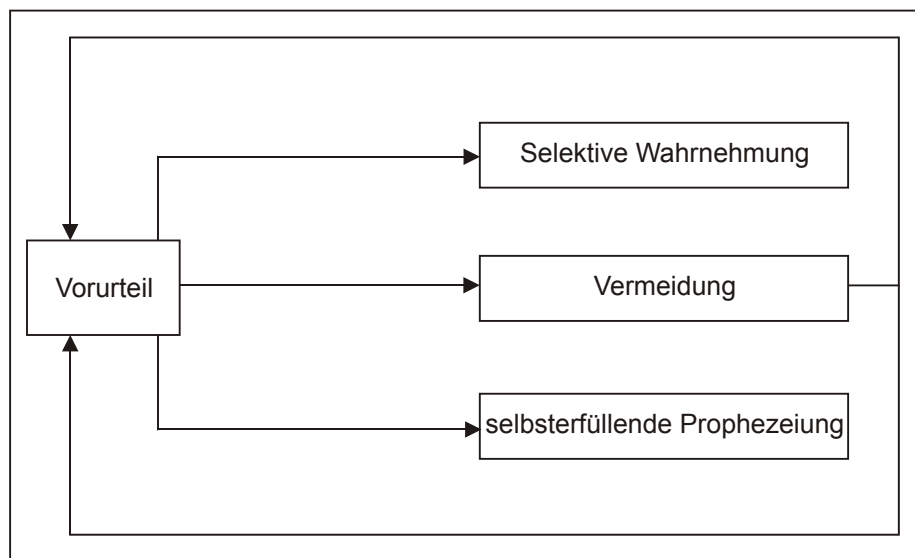 Selektive Wahrnehmung
Vorurteil
Vermeidung
selbsterfüllende Prophezeiung